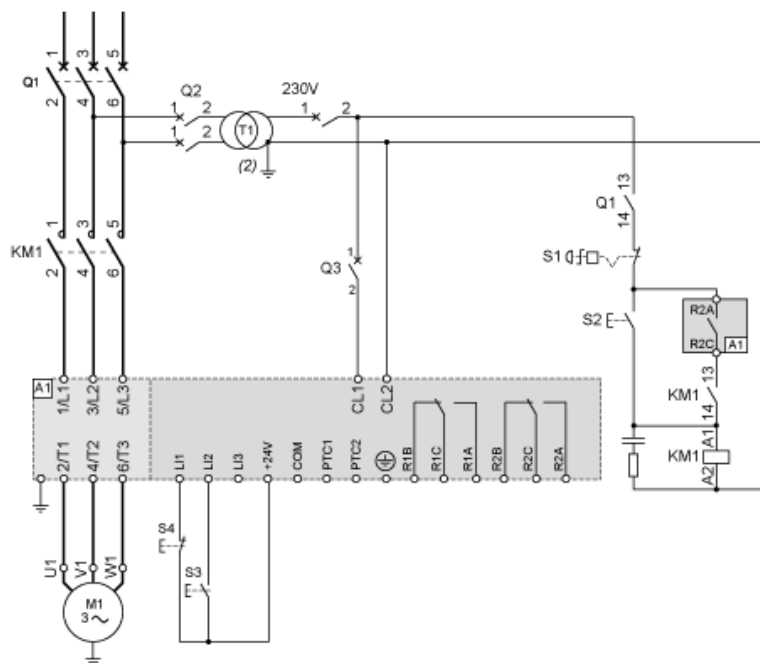 1 3 5
Q1
2 4 6
Q2
1 2
1 2
T1
(2)
230V
1 2
13
Q1
14
1 3 5
KM1
2 4 6
1
Q3
2
S1
S2
R2A
R2C
A1
13
KM1
14
A1
KM1
A2
A1
1/L1 3/L2 5/L3
CL1 CL2
2/T1 4/T2 6/T3
LI1 LI2 LI3 +24V COM PTC1 PTC2 R1B R1C R1A R2B R2C R2A
S4
S3
U1 V1 W1
M1
3~